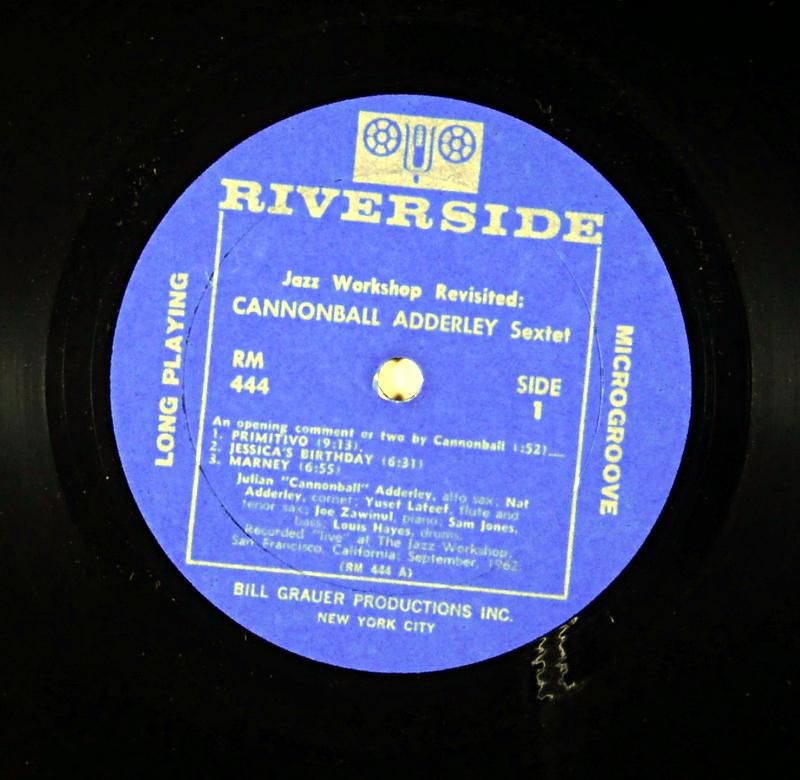 RIVERSIDE
Jazz Workshop Revisited:
CANNONBALL ADDERLEY Sextet
RM
444
SIDE
1
LONG PLAYING
MICROGROOVE
An opening comment or two by Cannonball (:52)
1. PRIMITIVO (9:13)
2. JESSICA'S BIRTHDAY (6:31)
3. MARNEY (6:55)
Julian "Cannonball" Adderley, alto sax; Nat
Adderley, cornet; Yusef Lateef, flute and
tenor sax; Joe Zawinul, piano; Sam Jones,
bass; Louis Hayes, drums.
Recorded "live" at The Jazz Workshop,
San Francisco, California; September, 1962
(RM 444 A)
BILL GRAUER PRODUCTIONS INC.
NEW YORK CITY